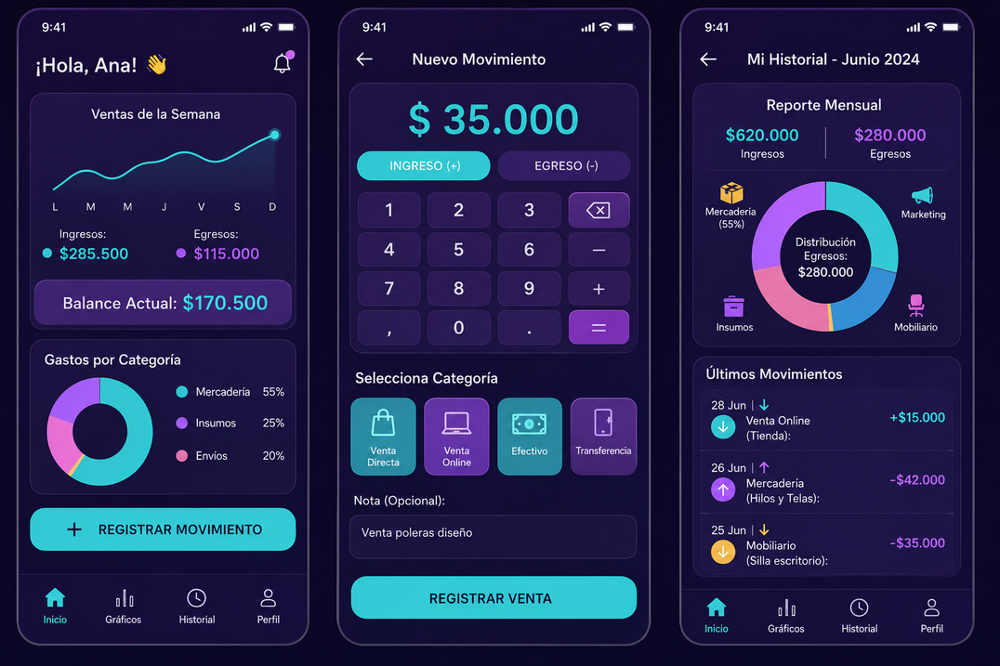 9:41
¡Hola, Ana! 👋
Ventas de la Semana
L M M J V S D
Ingresos: Egresos:
$285.500 $115.000
Balance Actual: $170.500
Gastos por Categoría
Mercadería 55%
Insumos 25%
Envíos 20%
+ REGISTRAR MOVIMIENTO
Inicio Gráficos Historial Perfil
9:41
Nuevo Movimiento
$ 35.000
INGRESO (+) EGRESO (-)
1 2 3
4 5 6 −
7 8 9 +
, 0 . =
Selecciona Categoría
Venta
Directa
Venta
Online
Efectivo
Transferencia
Nota (Opcional):
Venta poleras diseño
REGISTRAR VENTA
9:41
Mi Historial - Junio 2024
Reporte Mensual
$620.000 $280.000
Ingresos Egresos
Mercadería
(55%)
Marketing
Distribución
Egresos:
$280.000
Insumos
Mobiliario
Últimos Movimientos
28 Jun | ↓
Venta Online
(Tienda):
+$15.000
26 Jun | ↑
Mercadería
(Hilos y Telas):
-$42.000
25 Jun | ↓
Mobiliario
(Silla escritorio):
-$35.000
Inicio Gráficos Historial Perfil